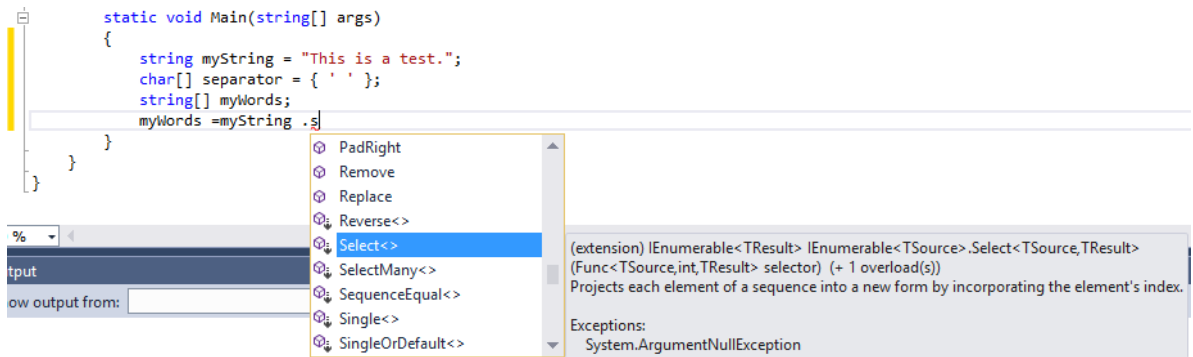 static void Main(string[] args)
{
string myString = "This is a test.";
char[] separator = { ' ' };
string[] myWords;
myWords =myString .s
}
}
}
PadRight
Remove
Replace
Reverse<>
Select<>
SelectMany<>
SequenceEqual<>
Single<>
SingleOrDefault<>
%
(extension) IEnumerable<TResult> IEnumerable<TSource>.Select<TSource,TResult>
(Func<TSource,int,TResult> selector) (+ 1 overload(s))
Projects each element of a sequence into a new form by incorporating the element's index.
Exceptions:
System.ArgumentNullException
tput
ow output from: